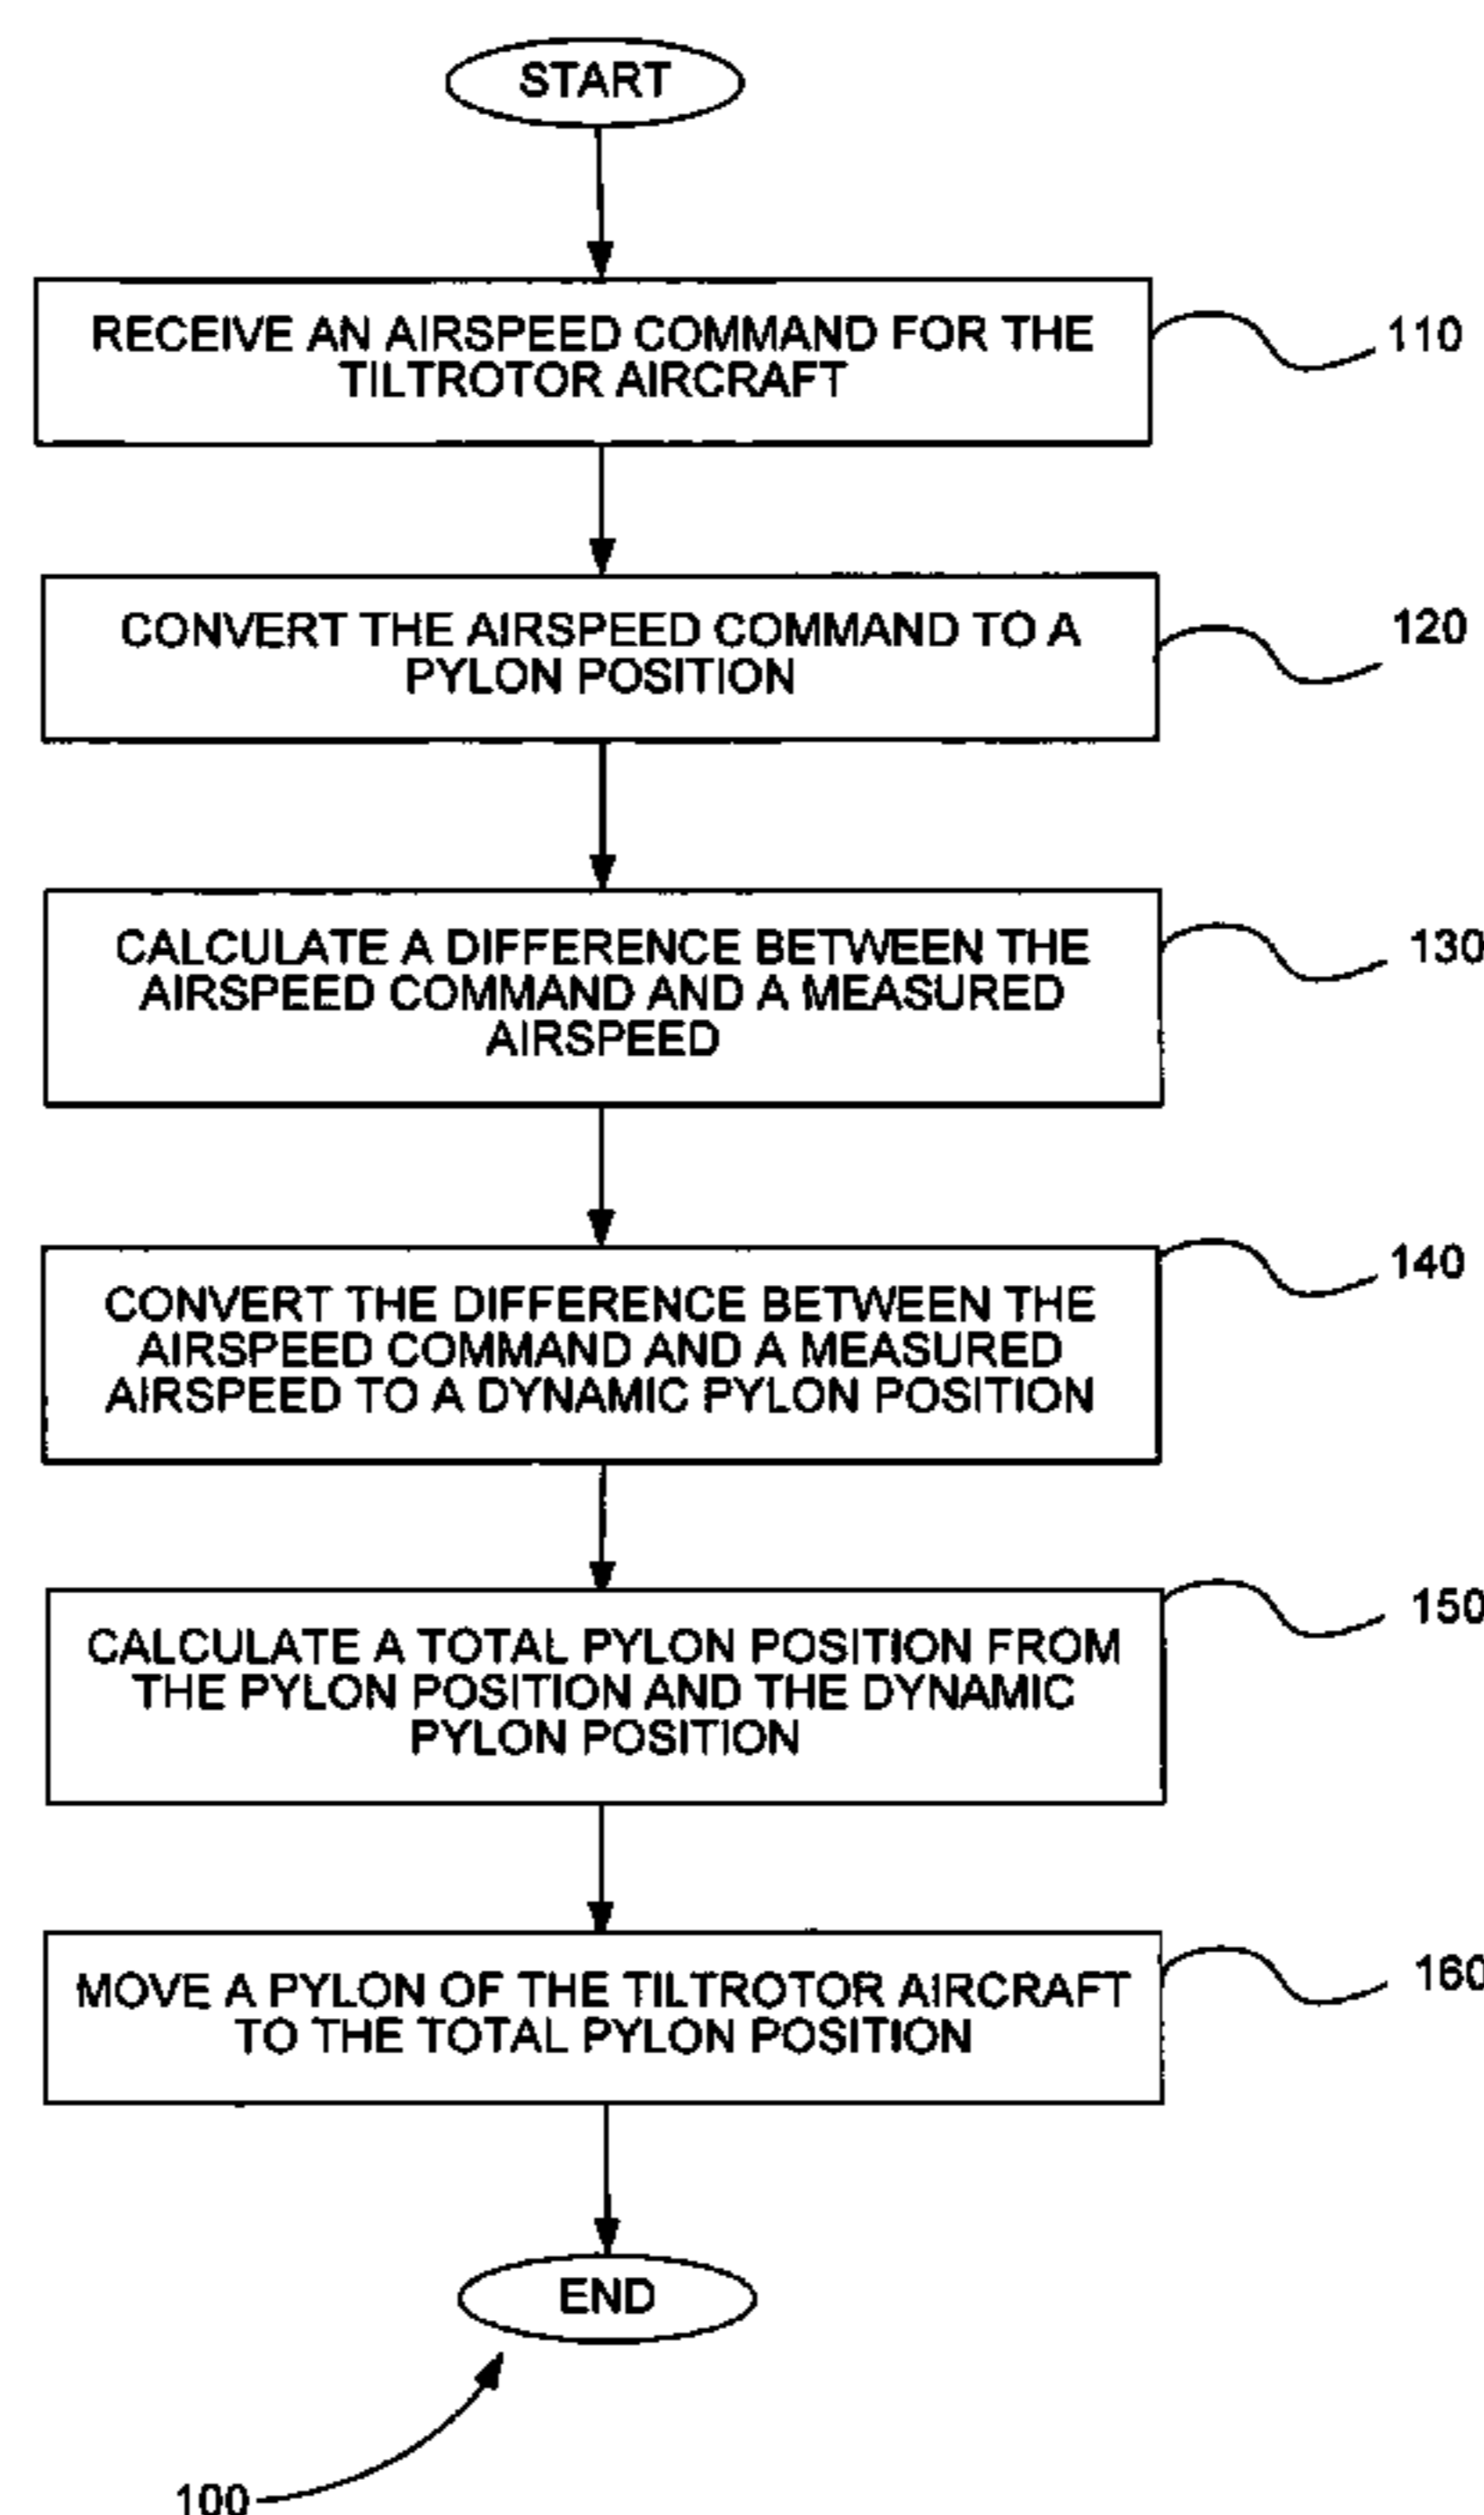 START
RECEIVE AN AIRSPEED COMMAND FOR THE
TILTROTOR AIRCRAFT
110
CONVERT THE AIRSPEED COMMAND TO A
PYLON POSITION
120
CALCULATE A DIFFERENCE BETWEEN THE
AIRSPEED COMMAND AND A MEASURED
AIRSPEED
130
CONVERT THE DIFFERENCE BETWEEN THE
AIRSPEED COMMAND AND A MEASURED
AIRSPEED TO A DYNAMIC PYLON POSITION
140
CALCULATE A TOTAL PYLON POSITION FROM
THE PYLON POSITION AND THE DYNAMIC
PYLON POSITION
150
MOVE A PYLON OF THE TILTROTOR AIRCRAFT
TO THE TOTAL PYLON POSITION
160
END
100